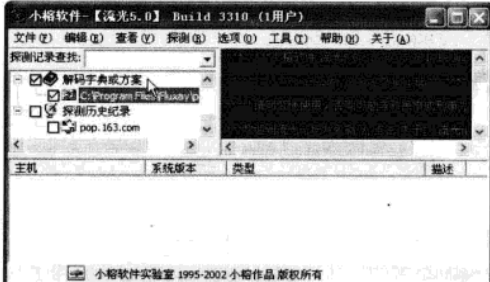 小榕软件-【流光5.0】 Build 3310 (1用户)
文件(F) 编辑(E) 查看(V) 探测(R) 选项(O) 工具(T) 帮助(H) 关于(A)
探测记录查找:
解码字典或方案
C:\Program Files\Fluxay\p
探测历史纪录
pop.163.com
主机 系统版本 类型 描述
小榕软件实验室 1995-2002 小榕作品 版权所有